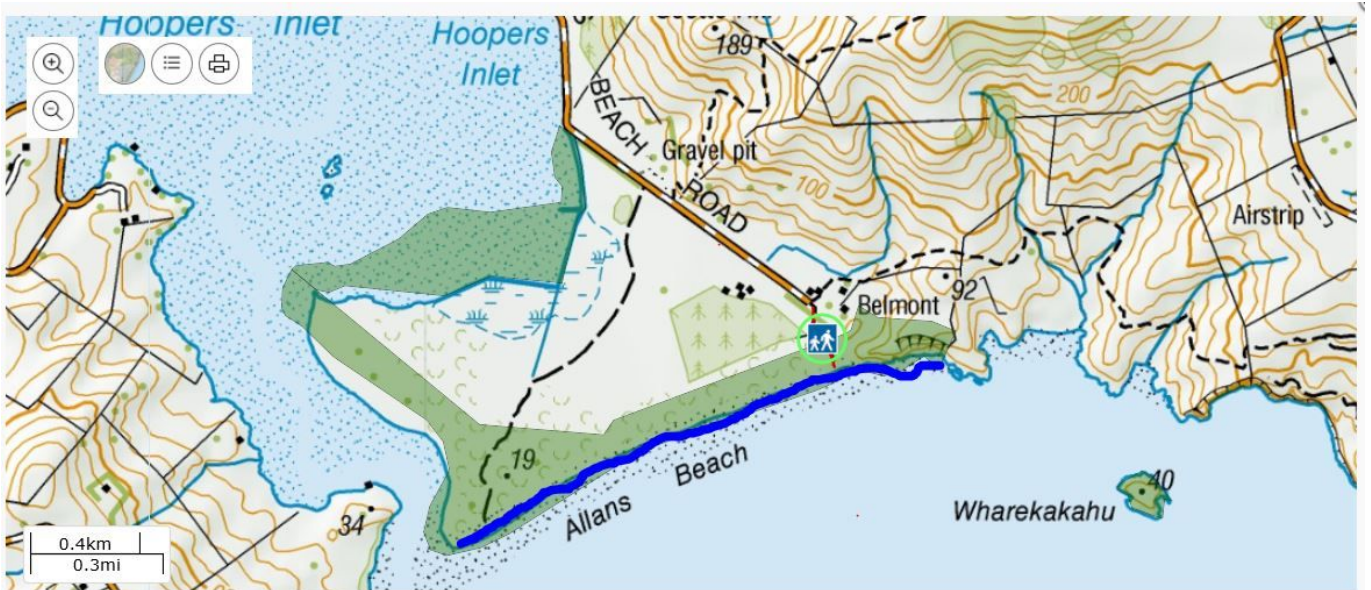 Hoopers Inlet
Hoopers
Inlet
189
BEACH
ROAD
Gravel pit
200
100
Airstrip
Belmont
92
19
Allans Beach
34
Wharekakahu
40
0.4km
0.3mi